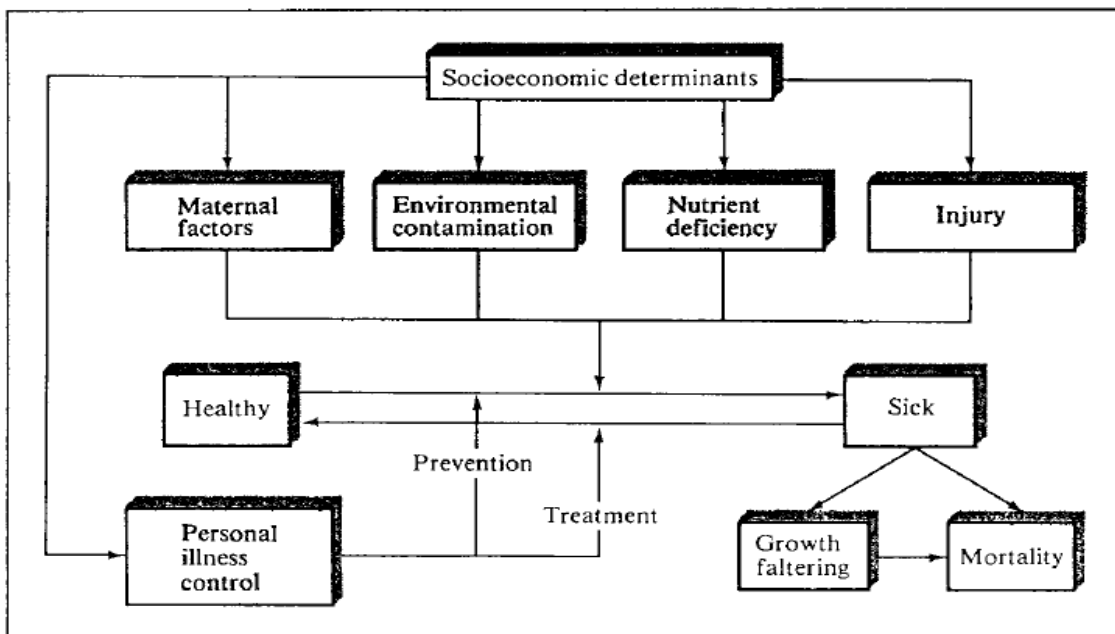 Socioeconomic determinants
Maternal
factors
Environmental
contamination
Nutrient
deficiency
Injury
Healthy
Sick
Prevention
Treatment
Personal
illness
control
Growth
faltering
Mortality